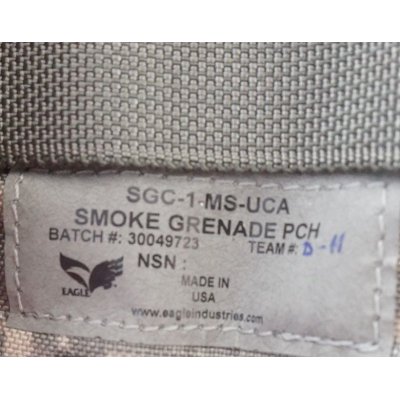 SGC-1-MS-UCA
SMOKE GRENADE PCH
BATCH #: 30049723 TEAM #: D-11
NSN :
EAGLE
MADE IN
USA
www.eagleindustries.com